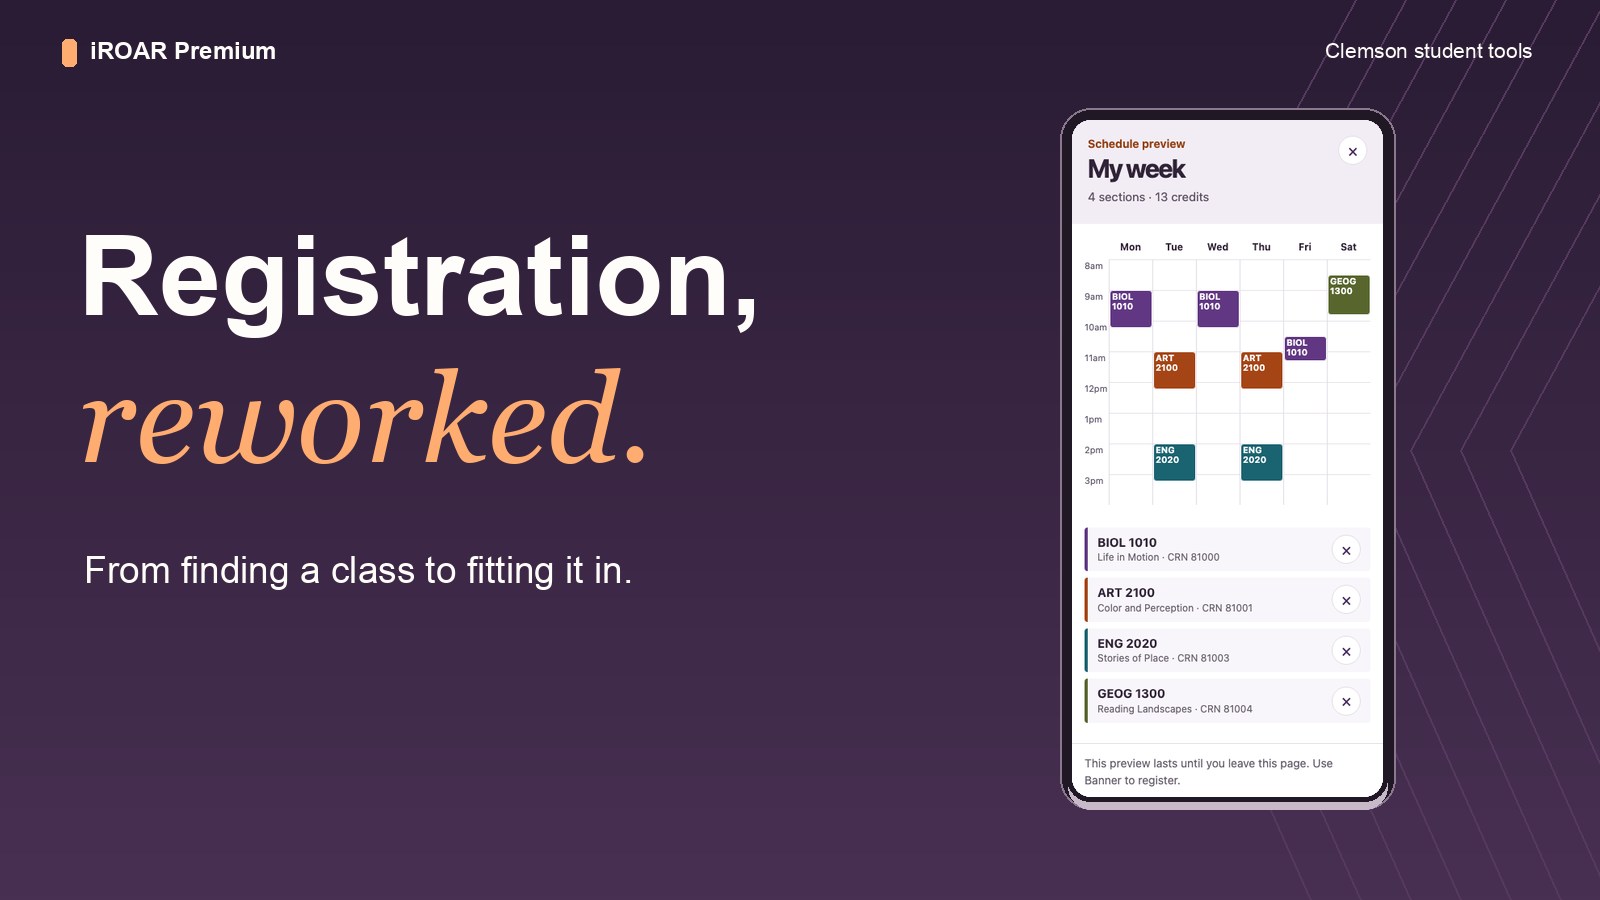 iROAR Premium
Clemson student tools
Registration,
reworked.
From finding a class to fitting it in.
Schedule preview
×
My week
4 sections · 13 credits
Mon Tue Wed Thu Fri Sat
8am
GEOG
1300
9am
BIOL
1010
BIOL
1010
10am
BIOL
1010
11am
ART
2100
ART
2100
12pm
1pm
2pm
ENG
2020
ENG
2020
3pm
BIOL 1010
Life in Motion · CRN 81000
×
ART 2100
Color and Perception · CRN 81001
×
ENG 2020
Stories of Place · CRN 81003
×
GEOG 1300
Reading Landscapes · CRN 81004
×
This preview lasts until you leave this page. Use
Banner to register.